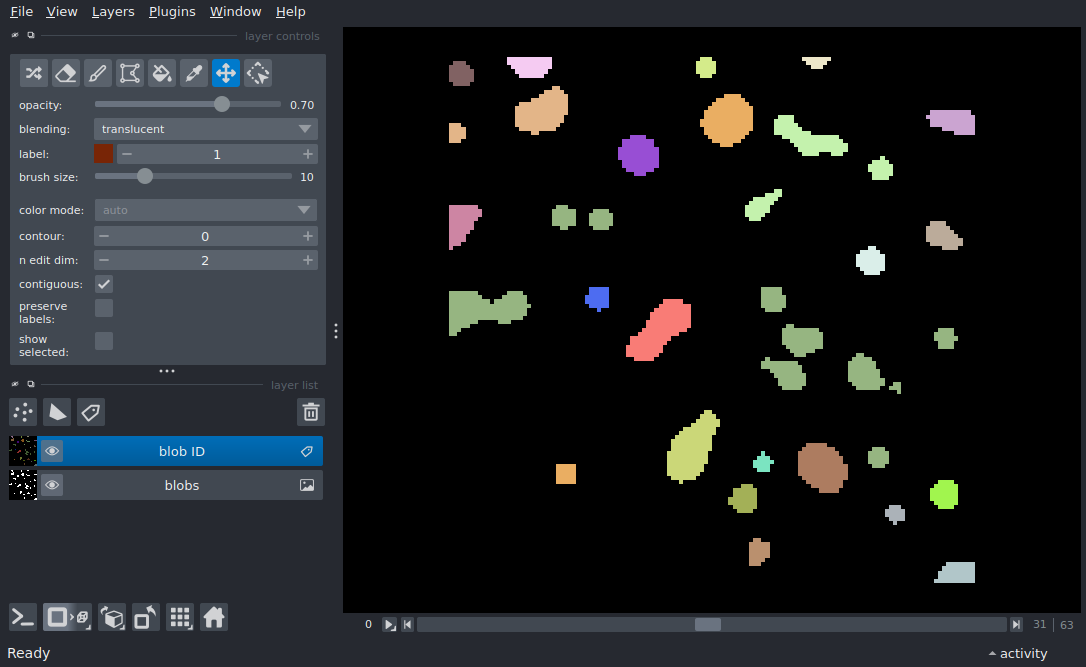 File View Layers Plugins Window Help
layer controls
opacity: 0.70
blending: translucent
label: 1
brush size: 10
color mode: auto
contour: 0
n edit dim: 2
contiguous:
preserve
labels:
show
selected:
layer list
blob ID
blobs
0 31 63
Ready activity